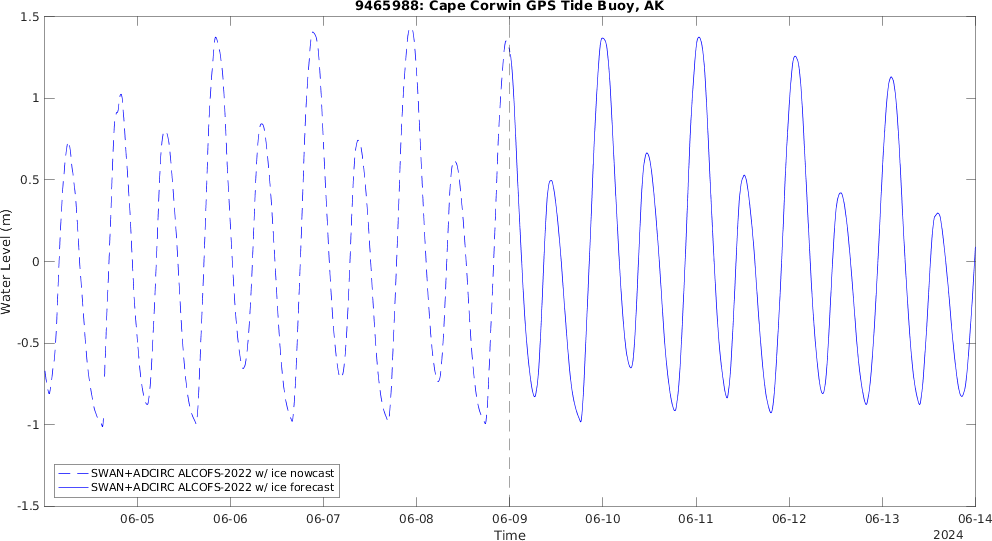 9465988: Cape Corwin GPS Tide Buoy, AK
1.5
1
0.5
0
-0.5
-1
-1.5
Water Level (m)
SWAN+ADCIRC ALCOFS-2022 w/ ice nowcast
SWAN+ADCIRC ALCOFS-2022 w/ ice forecast
06-05 06-06 06-07 06-08 06-09 06-10 06-11 06-12 06-13 06-14
Time
2024